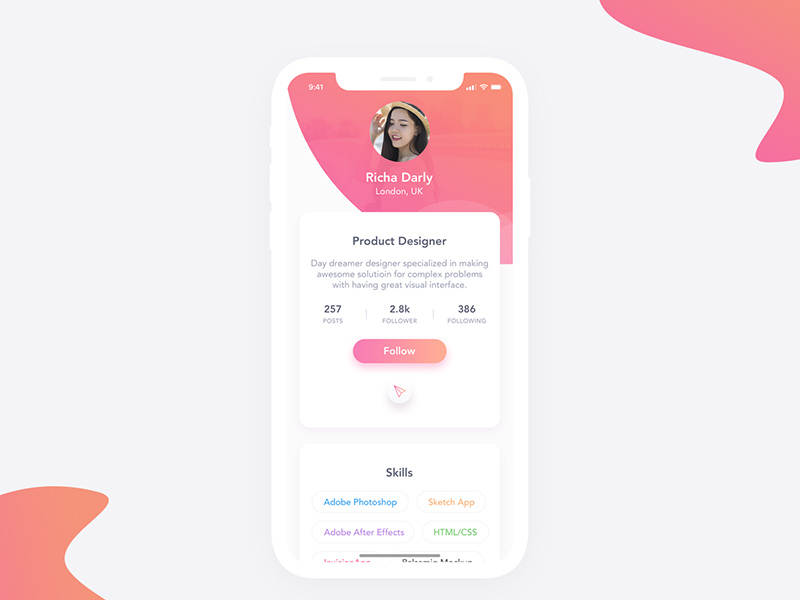 9:41
Richa Darly
London, UK
Product Designer
Day dreamer designer specialized in making
awesome solutioin for complex problems
with having great visual interface.
257 2.8k 386
POSTS FOLLOWER FOLLOWING
Follow
Skills
Adobe Photoshop Sketch App
Adobe After Effects HTML/CSS